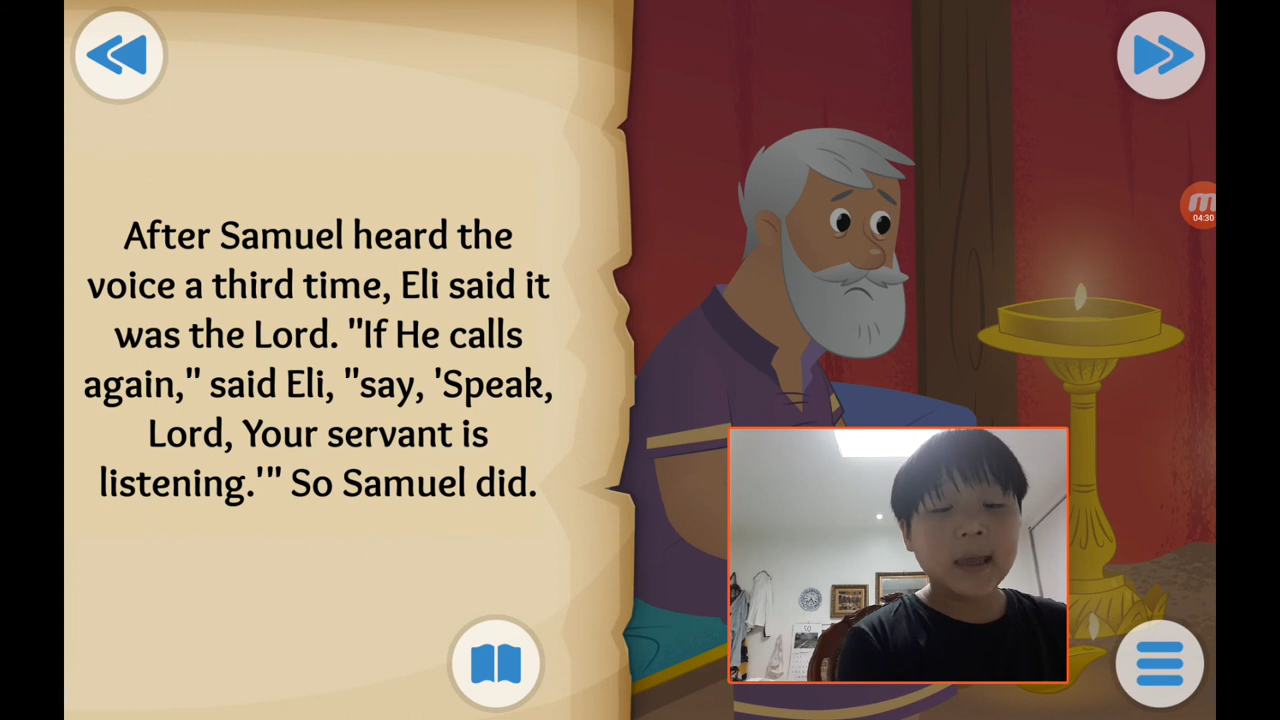 After Samuel heard the
voice a third time, Eli said it
was the Lord. "If He calls
again," said Eli, "say, 'Speak,
Lord, Your servant is
listening.'" So Samuel did.
04:30